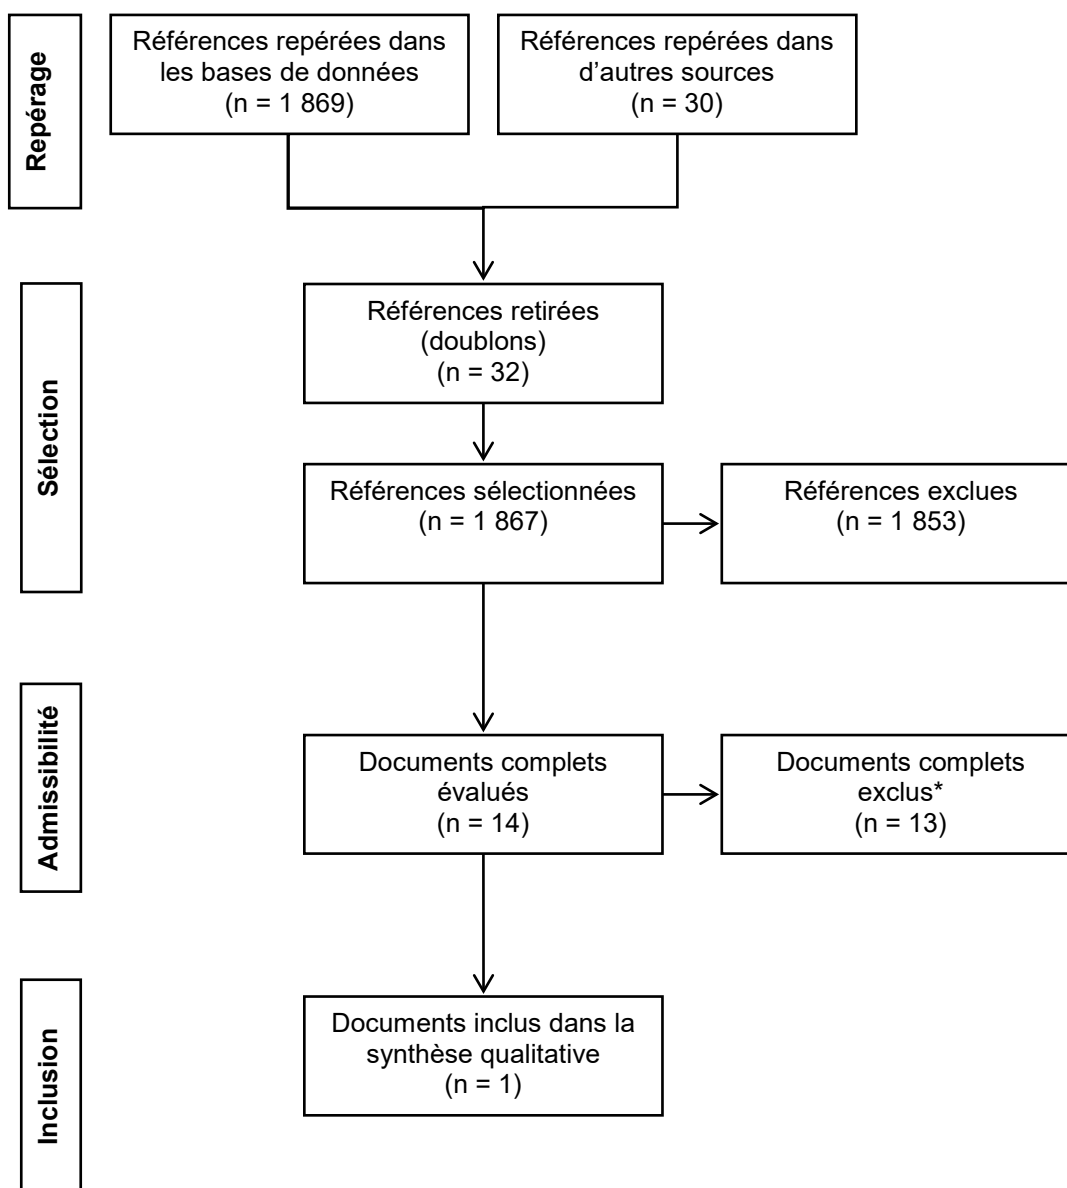 Repérage
Références repérées dans
les bases de données
(n = 1 869)
Références repérées dans
d’autres sources
(n = 30)
Sélection
Références retirées
(doublons)
(n = 32)
Références sélectionnées
(n = 1 867)
Références exclues
(n = 1 853)
Admissibilité
Documents complets
évalués
(n = 14)
Documents complets
exclus*
(n = 13)
Inclusion
Documents inclus dans la
synthèse qualitative
(n = 1)